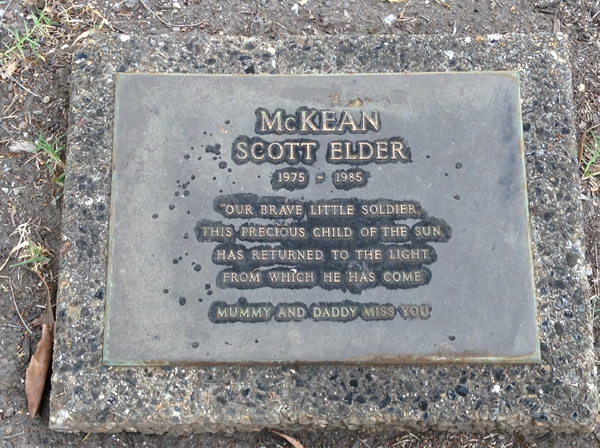 McKEAN
SCOTT ELDER
1975 - 1985
"OUR BRAVE LITTLE SOLDIER,
THIS PRECIOUS CHILD OF THE SUN
HAS RETURNED TO THE LIGHT
FROM WHICH HE HAS COME"
MUMMY AND DADDY MISS YOU